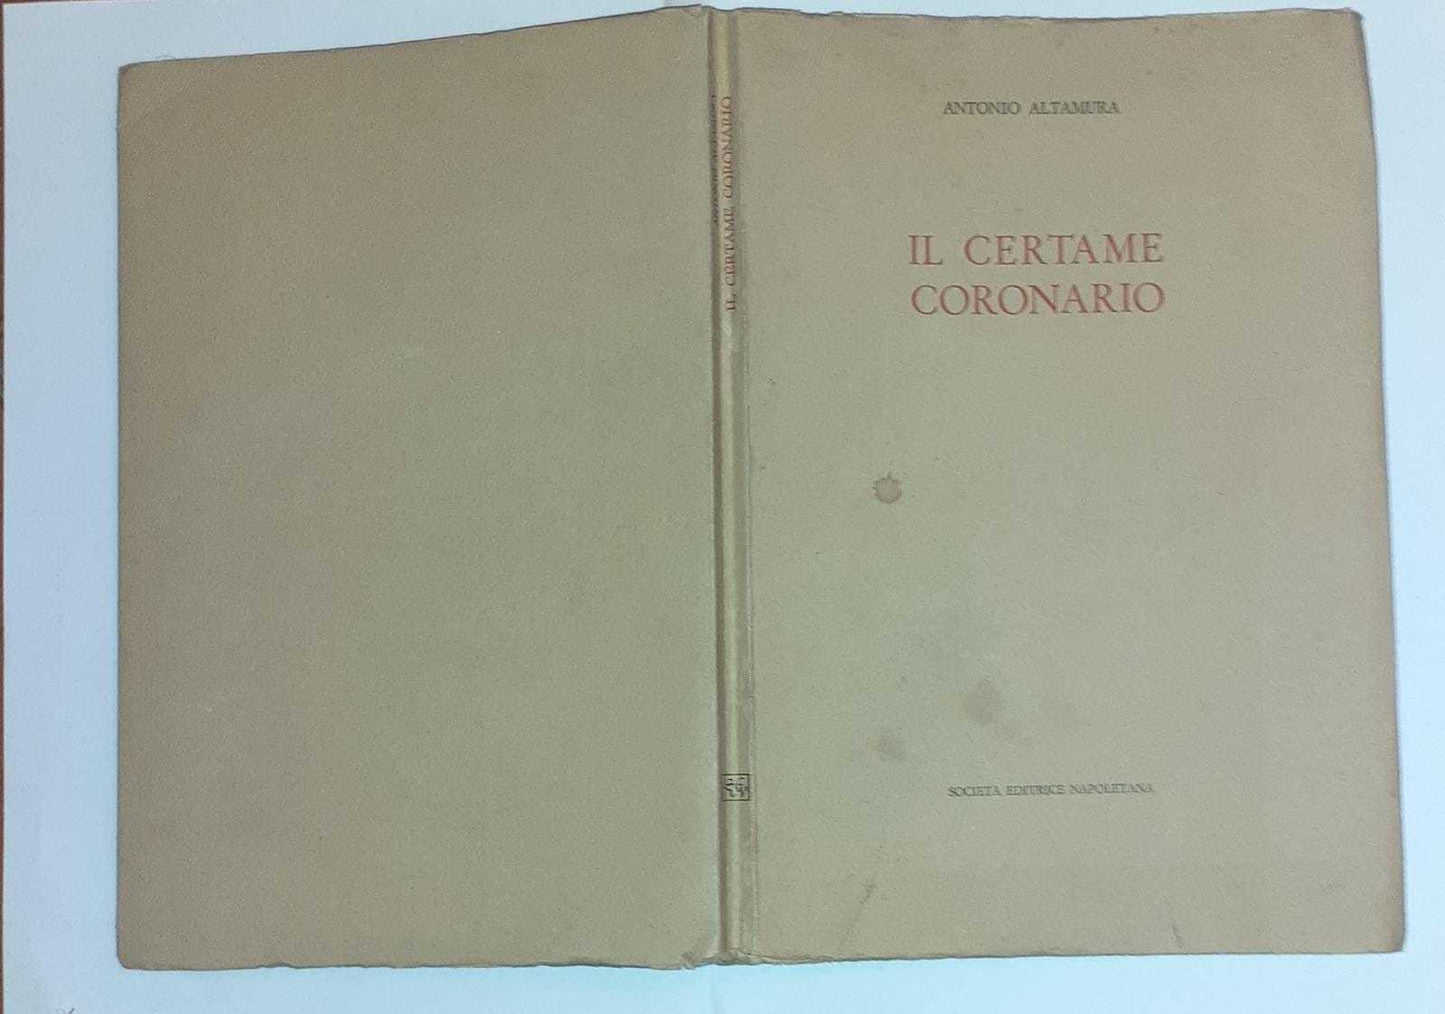 ANTONIO ALTAMURA
IL CERTAME
CORONARIO
SOCIETÀ EDITRICE NAPOLETANA
IL CERTAME CORONARIO